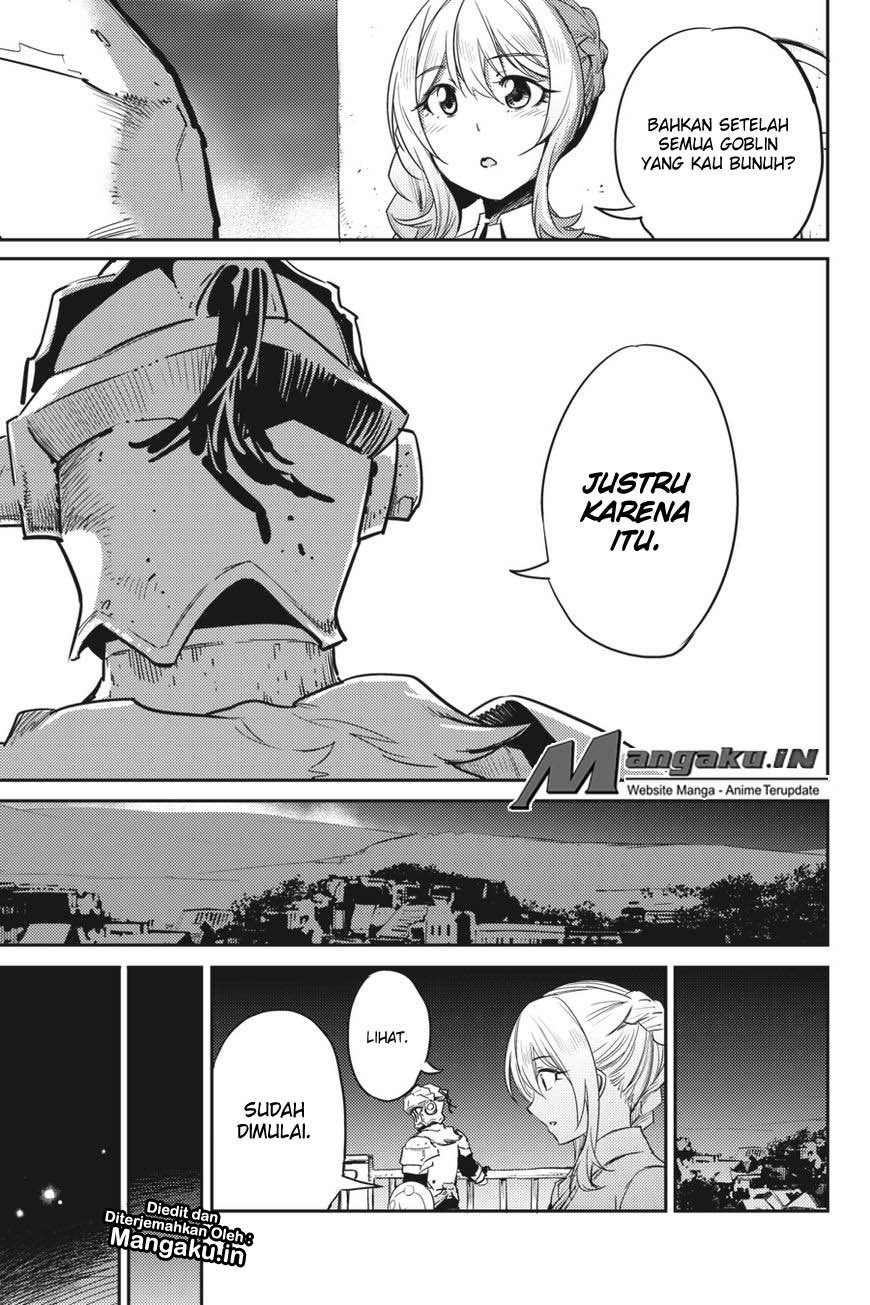 BAHKAN SETELAH
SEMUA GOBLIN
YANG KAU BUNUH?
JUSTRU
KARENA
ITU.
Mangaku.iN
Website Manga - Anime Terupdate
LIHAT.
SUDAH
DIMULAI.
Diedit dan
Diterjemahkan Oleh :
Mangaku.in